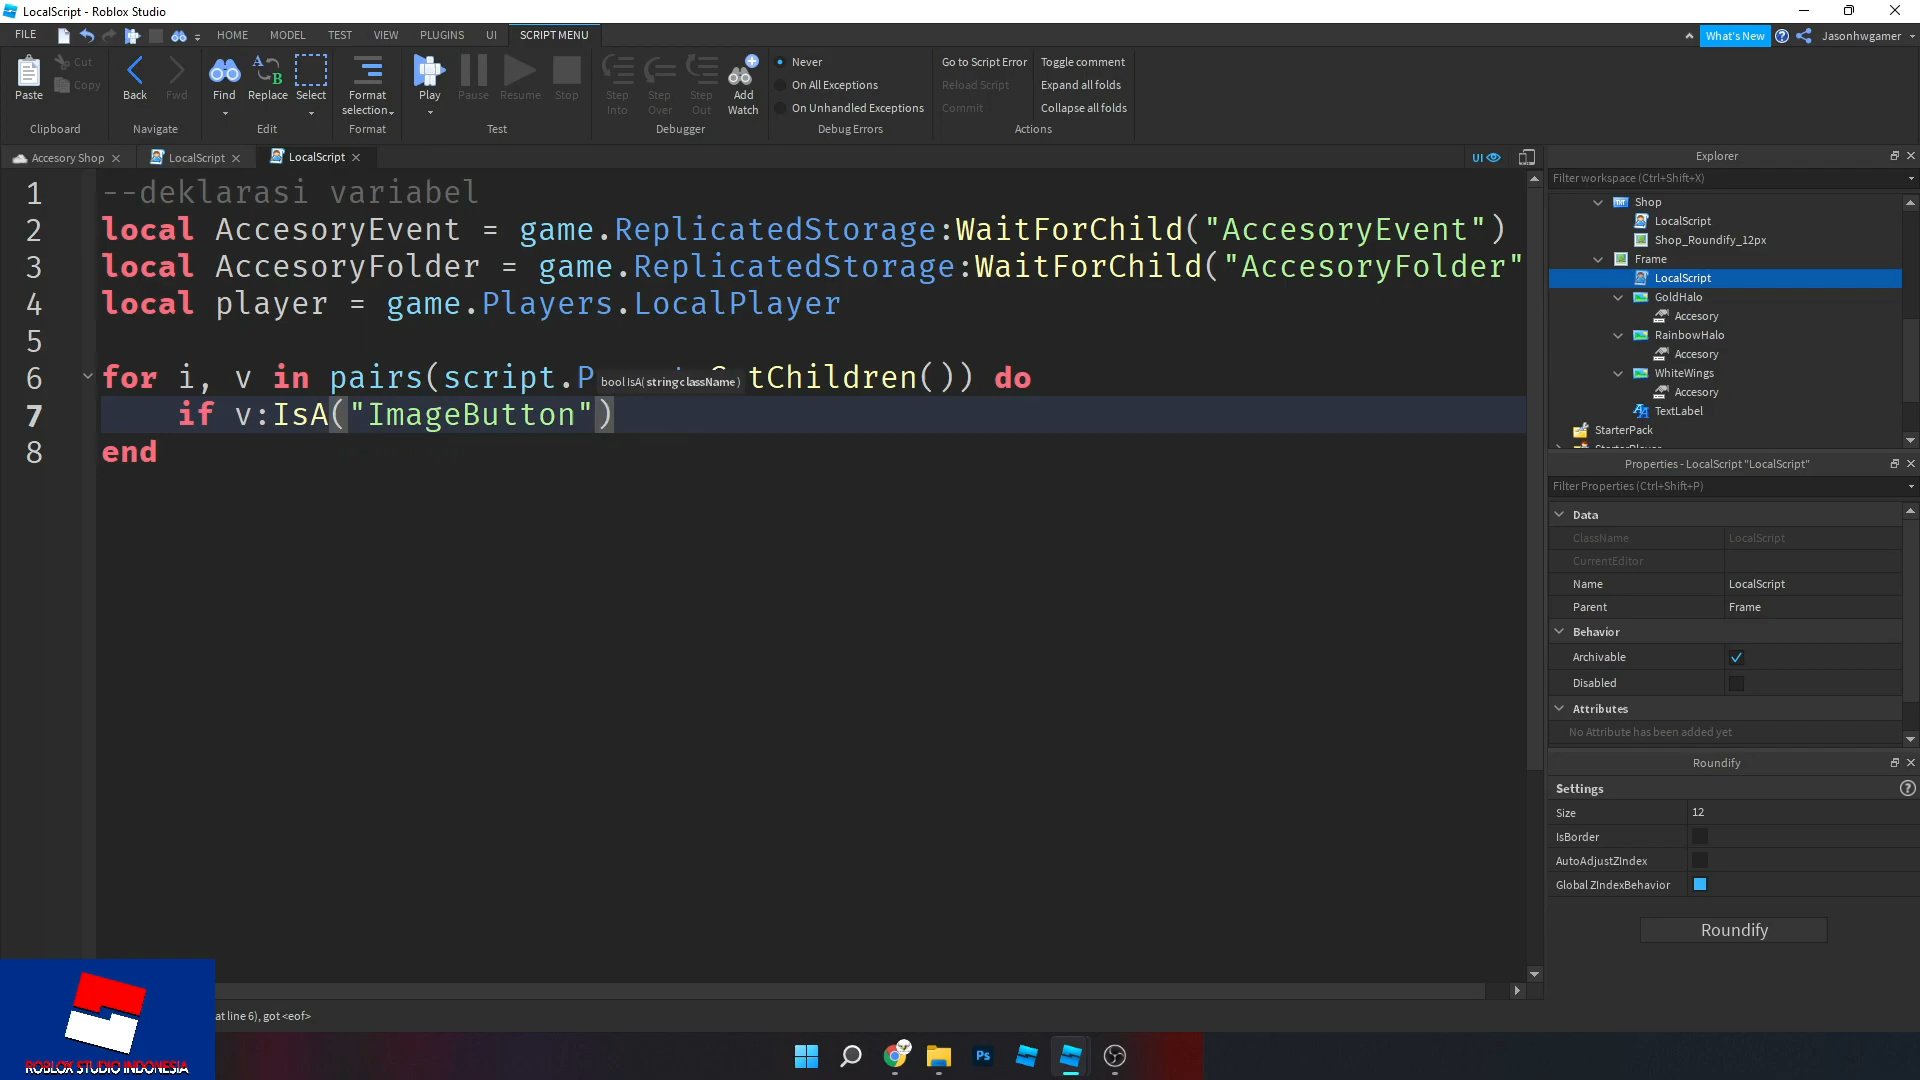 LocalScript - Roblox Studio
FILE HOME MODEL TEST VIEW PLUGINS UI SCRIPT MENU What's New Jasonhwgamer
Paste Cut Copy Clipboard
Back Fwd Navigate
Find Replace Select Edit
Format selection Format
Play Pause Resume Stop Test
Step Into Step Over Step Out Add Watch Debugger
Never
On All Exceptions
On Unhandled Exceptions
Debug Errors
Go to Script Error Toggle comment
Reload Script Expand all folds
Commit Collapse all folds
Actions
Accesory Shop LocalScript LocalScript UI
1 --deklarasi variabel
2 local AccesoryEvent = game.ReplicatedStorage:WaitForChild("AccesoryEvent")
3 local AccesoryFolder = game.ReplicatedStorage:WaitForChild("AccesoryFolder"
4 local player = game.Players.LocalPlayer
5
6 for i, v in pairs(script.P tChildren()) do
bool IsA( string className )
7 if v:IsA("ImageButton")
8 end
at line 6), got <eof>
Explorer
Filter workspace (Ctrl+Shift+X)
Shop
LocalScript
Shop_Roundify_12px
Frame
LocalScript
GoldHalo
Accesory
RainbowHalo
Accesory
WhiteWings
Accesory
TextLabel
StarterPack
Properties - LocalScript "LocalScript"
Filter Properties (Ctrl+Shift+P)
Data
ClassName LocalScript
CurrentEditor
Name LocalScript
Parent Frame
Behavior
Archivable
Disabled
Attributes
No Attribute has been added yet
Roundify
Settings
Size 12
IsBorder
AutoAdjustZIndex
Global ZIndexBehavior
Roundify
ROBLOX STUDIO INDONESIA
Ps